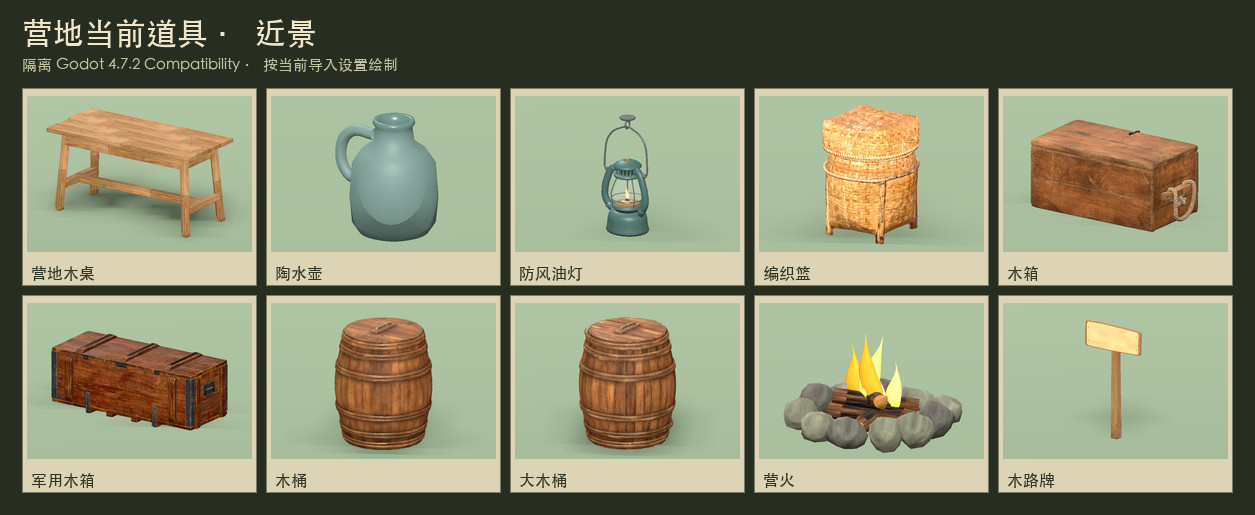 营地当前道具 · 近景
隔离 Godot 4.7.2 Compatibility · 按当前导入设置绘制
营地木桌
陶水壶
防风油灯
编织篮
木箱
军用木箱
木桶
大木桶
营火
木路牌